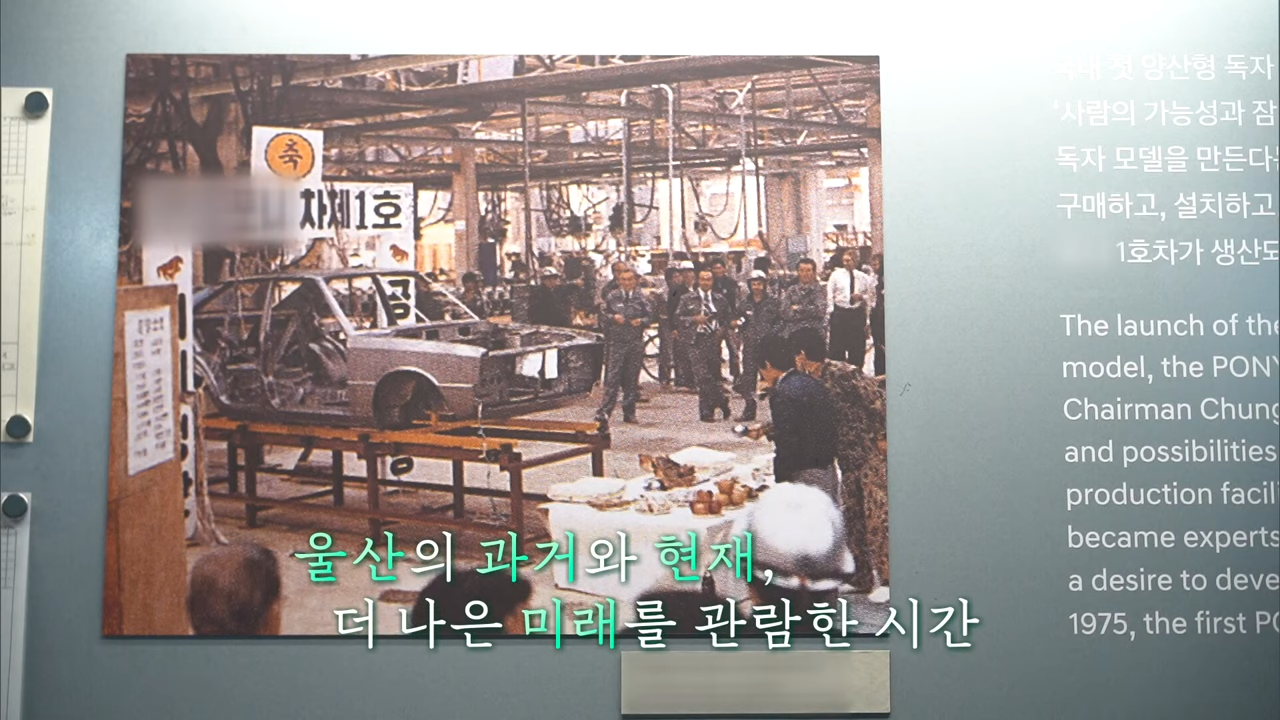 축
차제1호
공
첫 양산형 독자
'사람의 가능성과 잠
독자 모델을 만든다
구매하고, 설치하고
1호차가 생산되
The launch of the
model, the PONY
Chairman Chung
and possibilities
production facil
became experts
a desire to deve
1975, the first PO
울산의 과거와 현재,
더 나은 미래를 관람한 시간